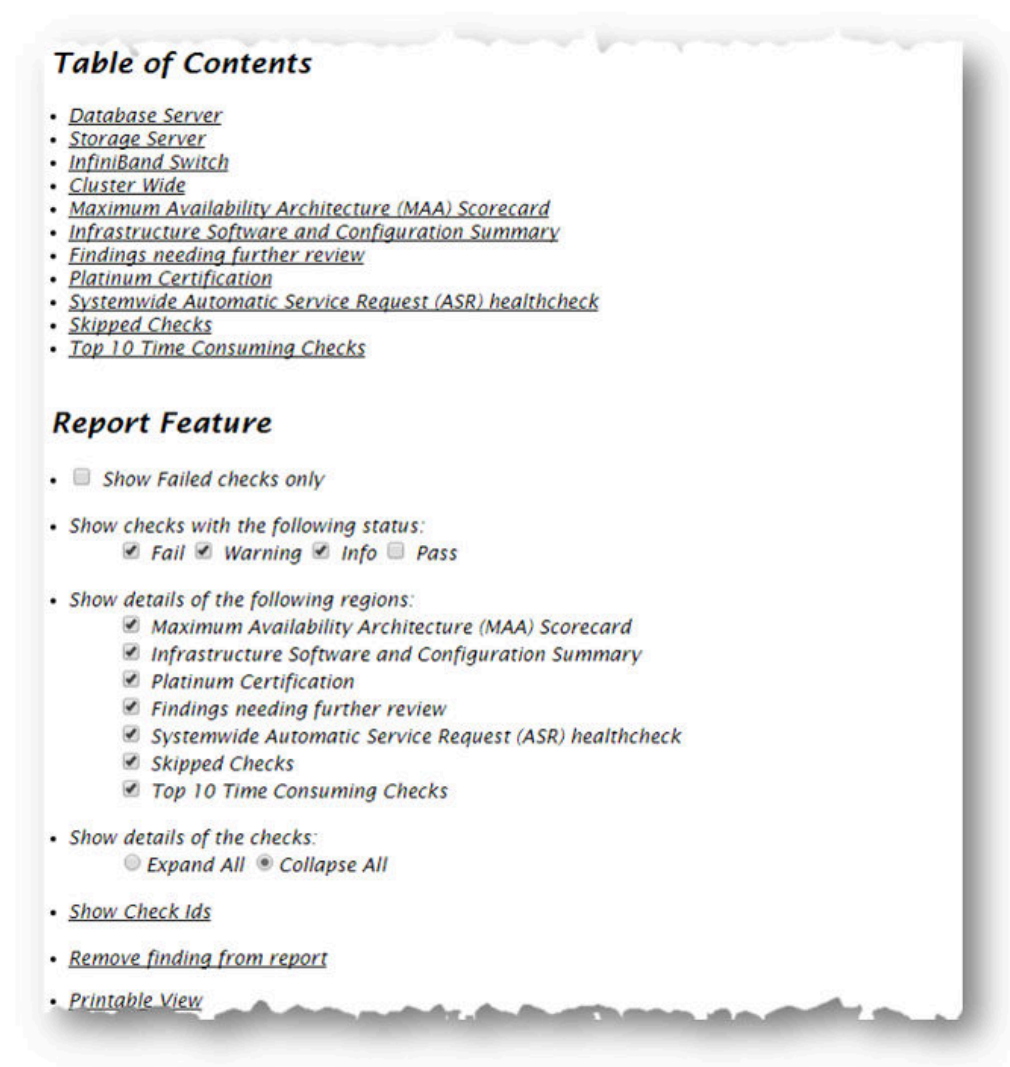 Table of Contents
• Database Server
• Storage Server
• InfiniBand Switch
• Cluster Wide
• Maximum Availability Architecture (MAA) Scorecard
• Infrastructure Software and Configuration Summary
• Findings needing further review
• Platinum Certification
• Systemwide Automatic Service Request (ASR) healthcheck
• Skipped Checks
• Top 10 Time Consuming Checks
Report Feature
• Show Failed checks only
• Show checks with the following status:
Fail Warning Info Pass
• Show details of the following regions:
Maximum Availability Architecture (MAA) Scorecard
Infrastructure Software and Configuration Summary
Platinum Certification
Findings needing further review
Systemwide Automatic Service Request (ASR) healthcheck
Skipped Checks
Top 10 Time Consuming Checks
• Show details of the checks:
Expand All Collapse All
• Show Check Ids
• Remove finding from report
• Printable View